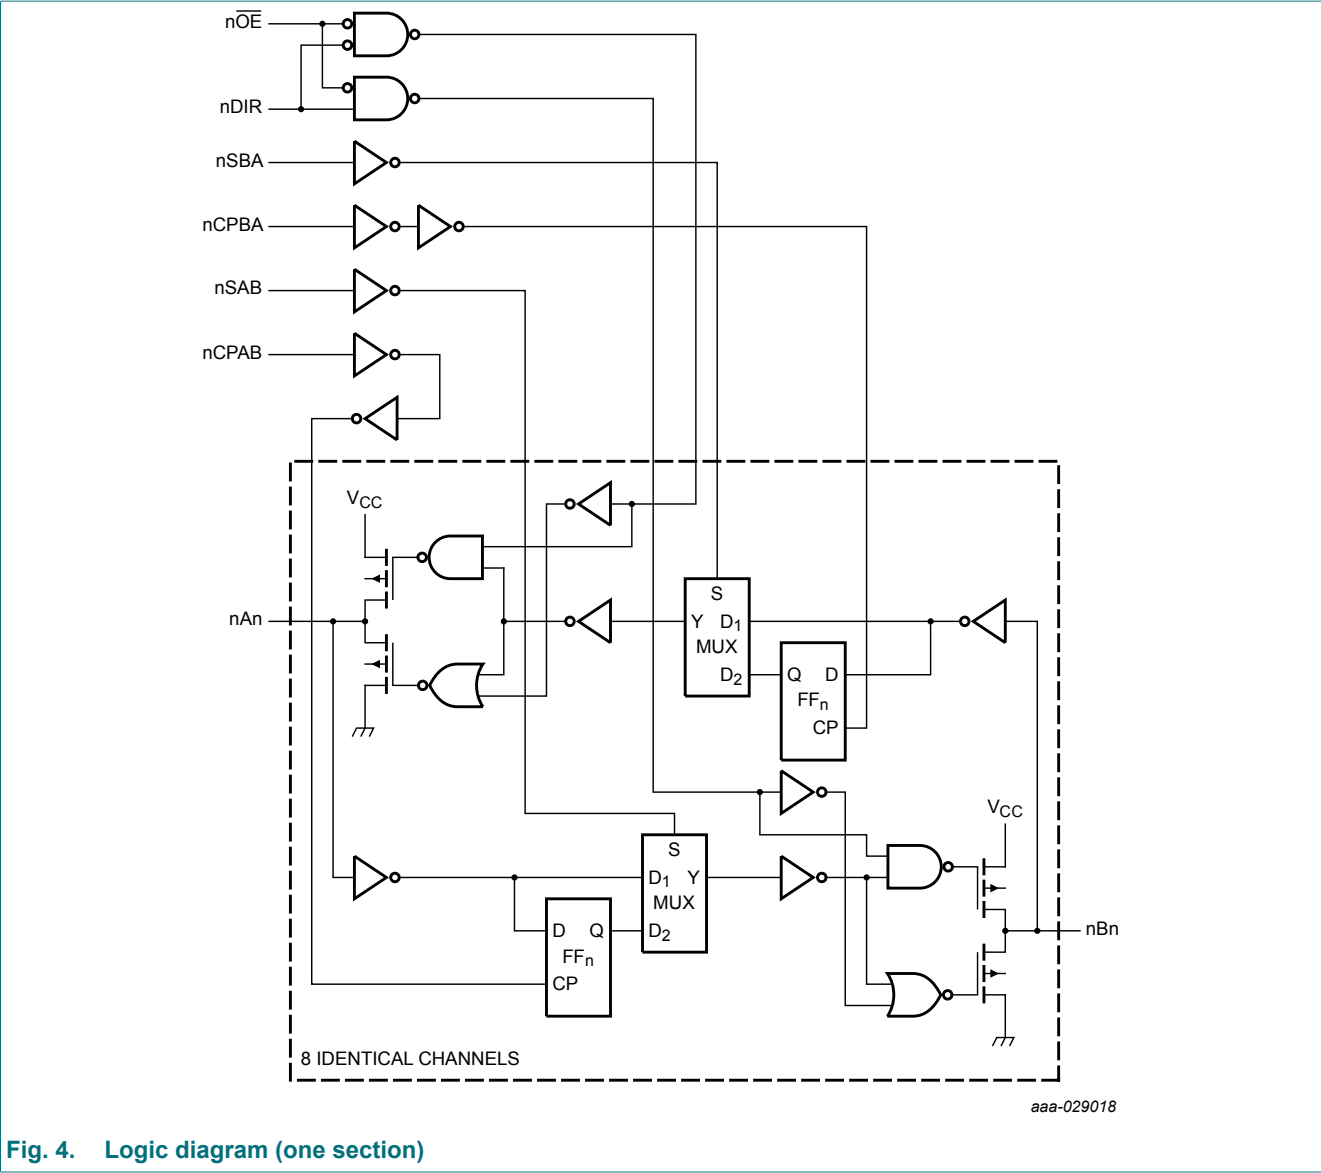 nO̅E̅
nDIR
nSBA
nCPBA
nSAB
nCPAB
VCC
nAn
S
Y D1
MUX
D2
Q D
FFn
CP
VCC
S
D1 Y
MUX
D2
D Q
FFn
CP
nBn
8 IDENTICAL CHANNELS
aaa-029018
Fig. 4. Logic diagram (one section)